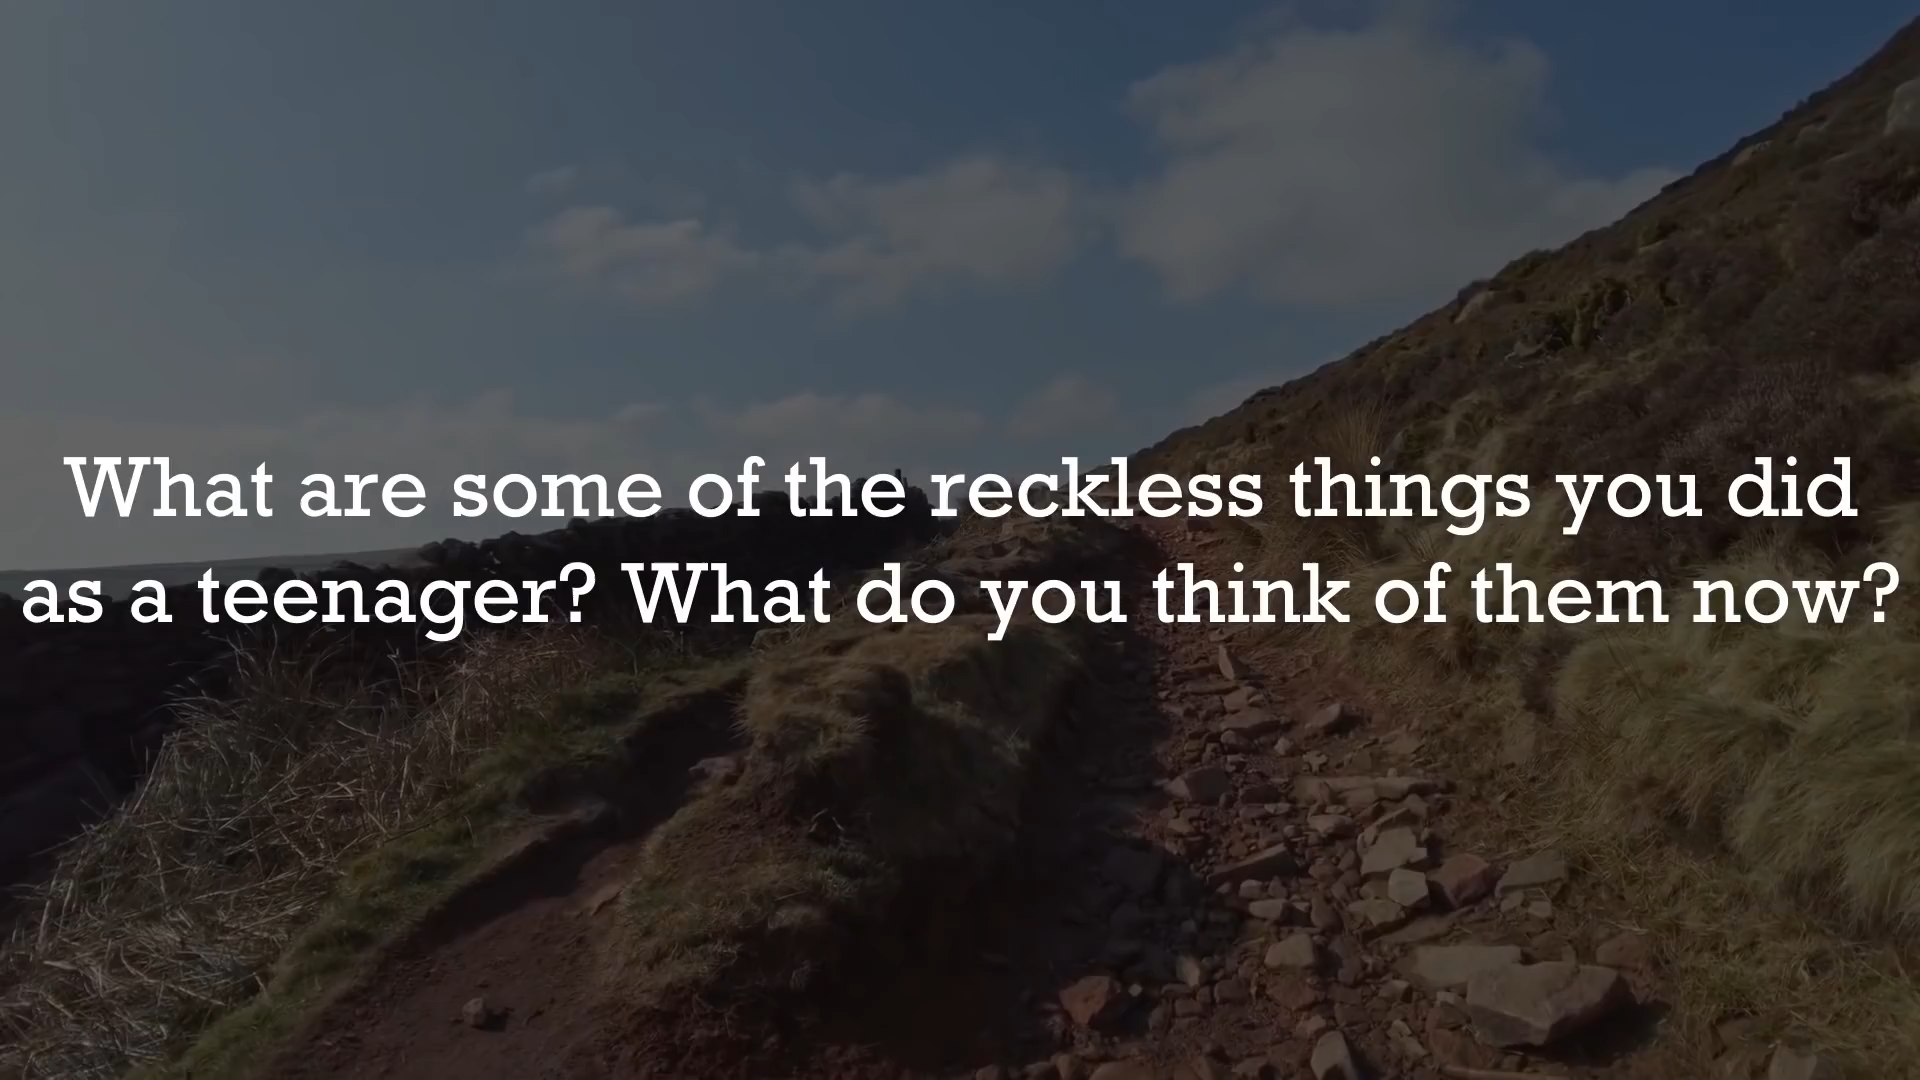 What are some of the reckless things you did
as a teenager? What do you think of them now?